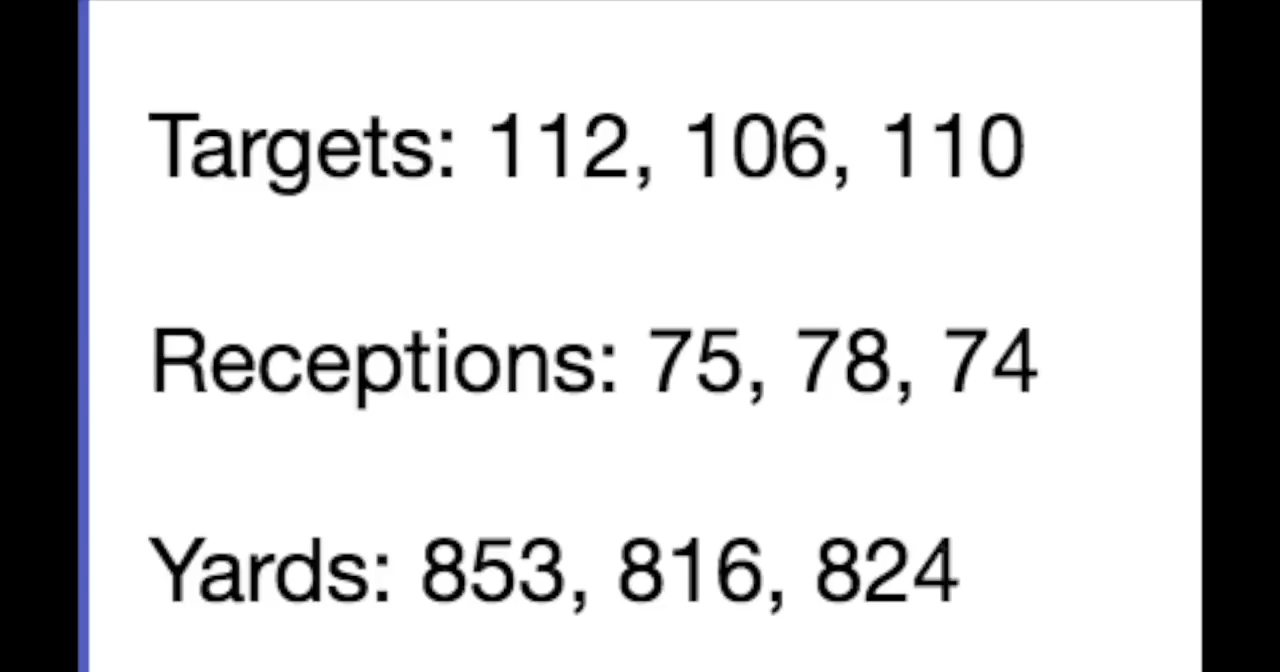 Targets: 112, 106, 110
Receptions: 75, 78, 74
Yards: 853, 816, 824